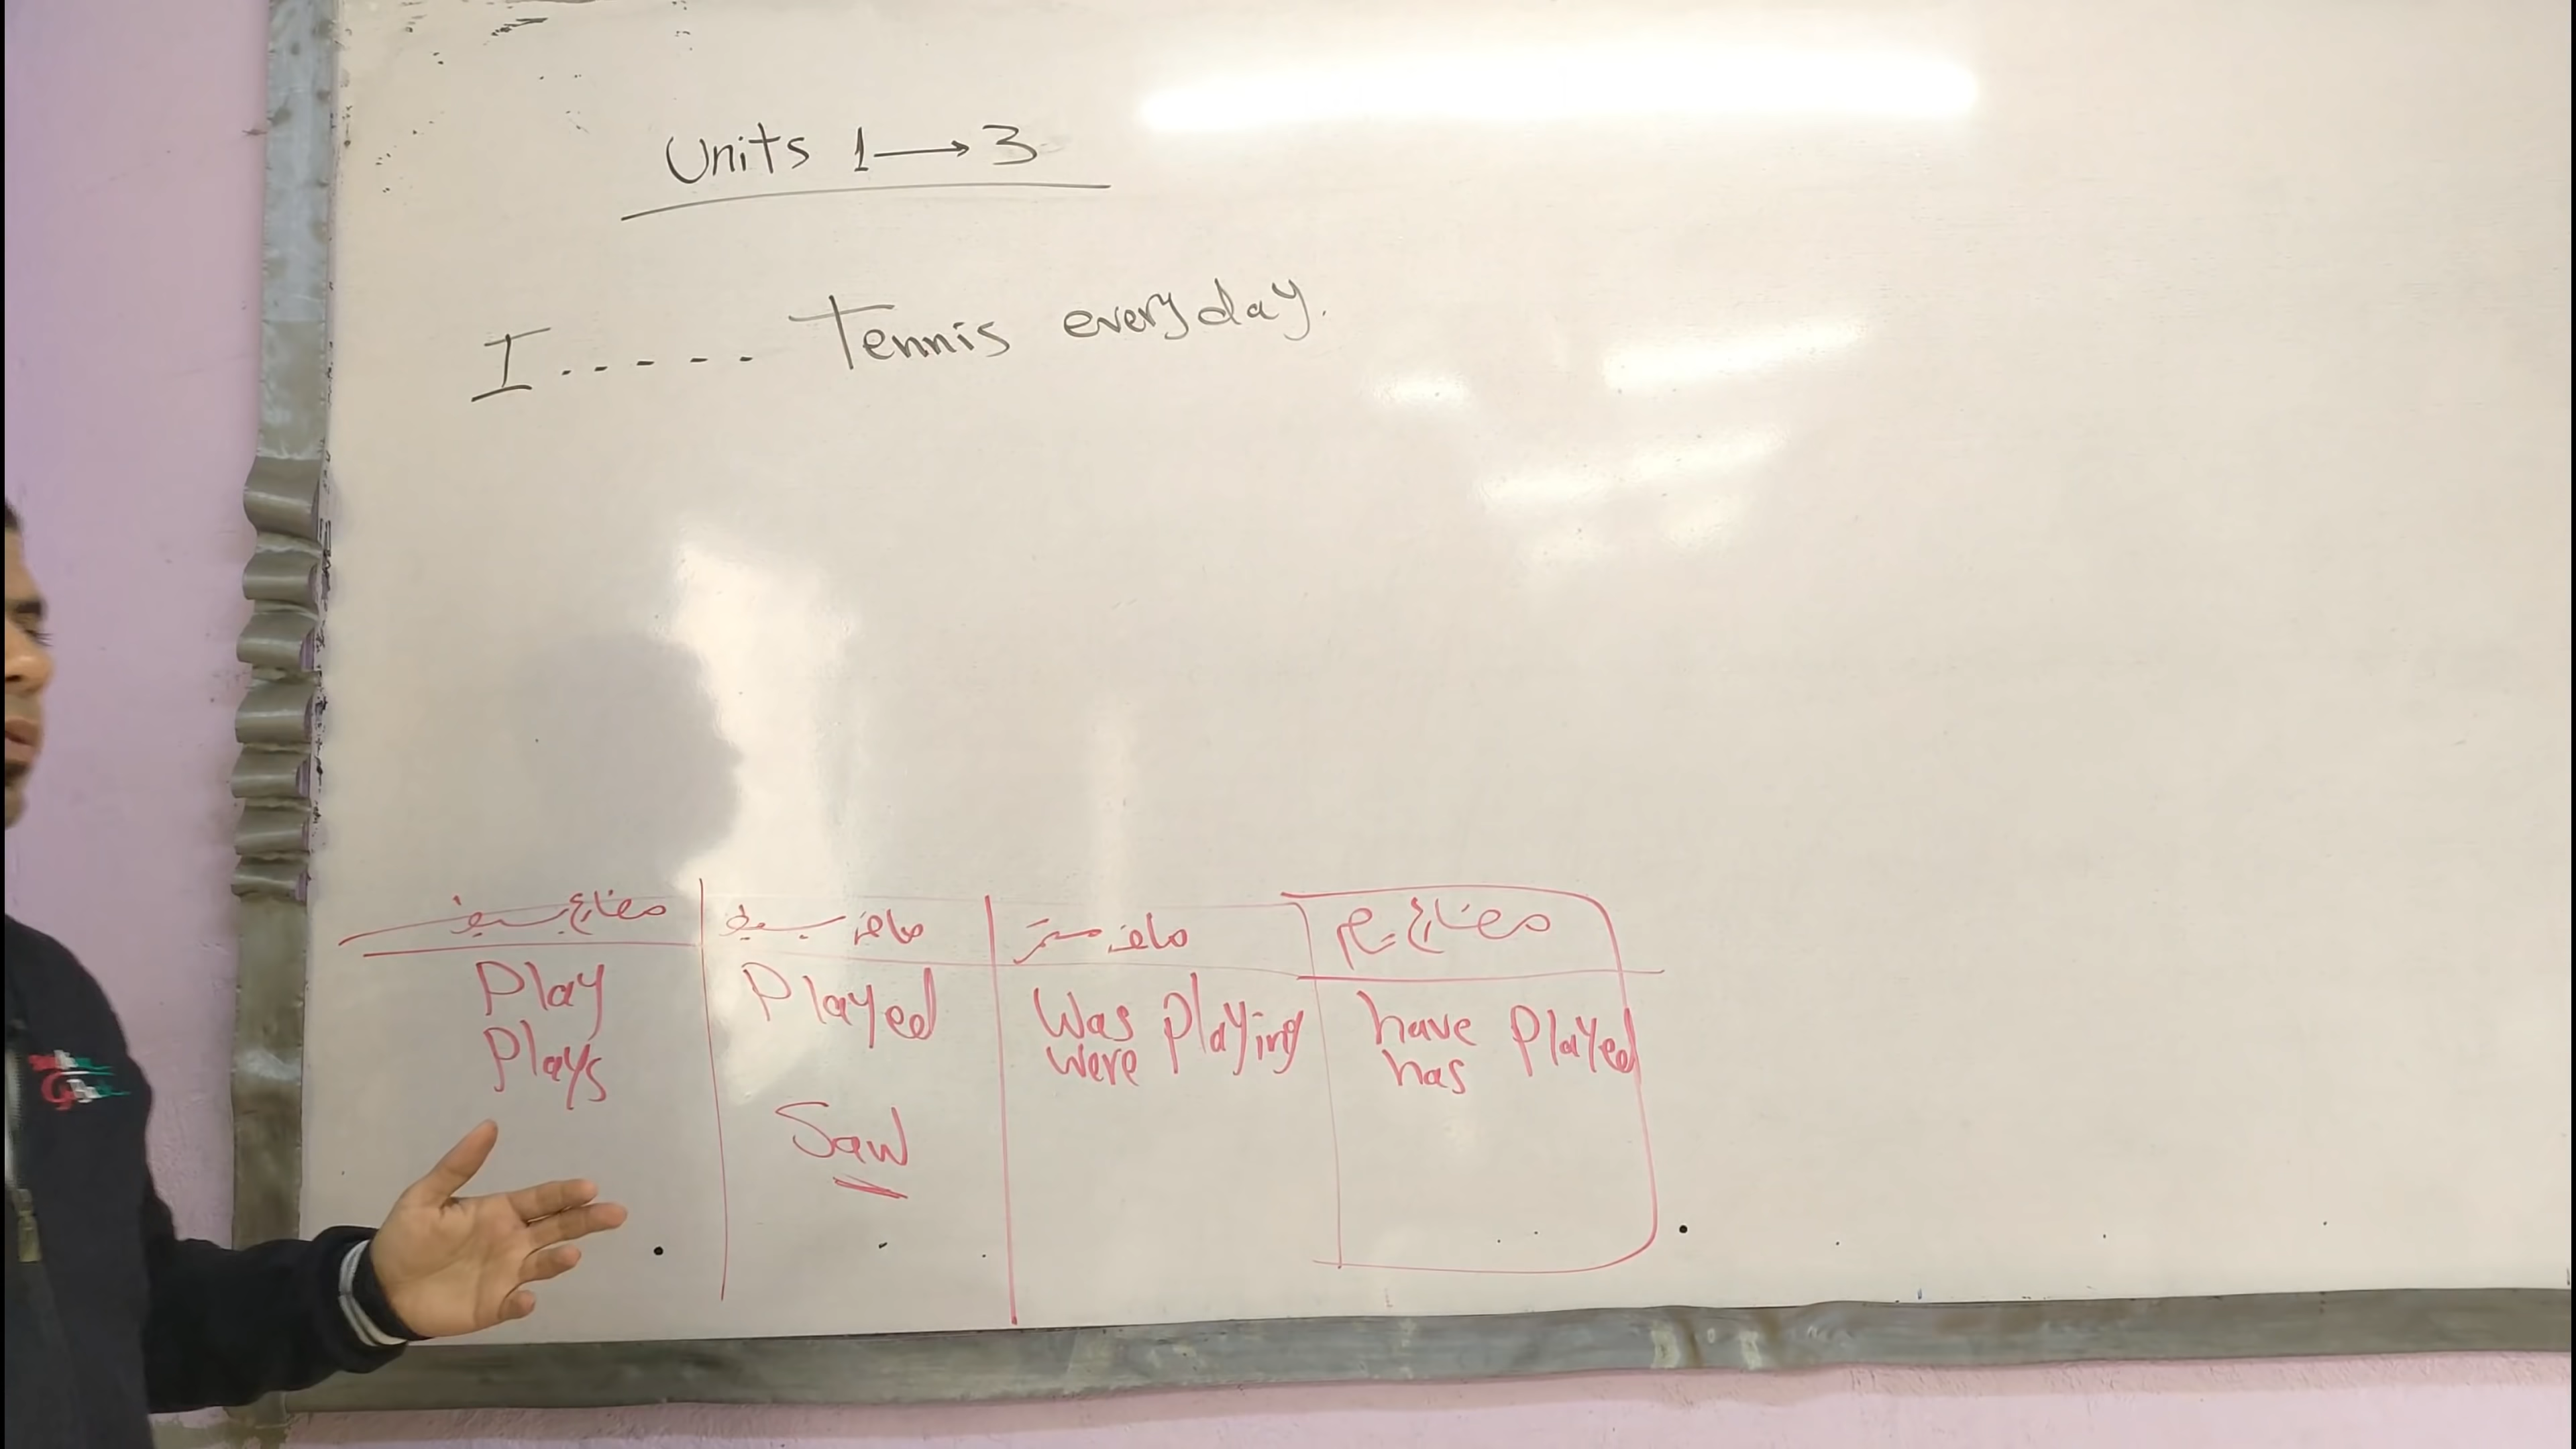 Units 1 → 3
I ..---- Tennis everyday.
مضارع بسيط
ماضي بسيط
ماضي مستمر
مضارع تام
Play
Plays
Played
Saw
Was Playing
were
have Played
has